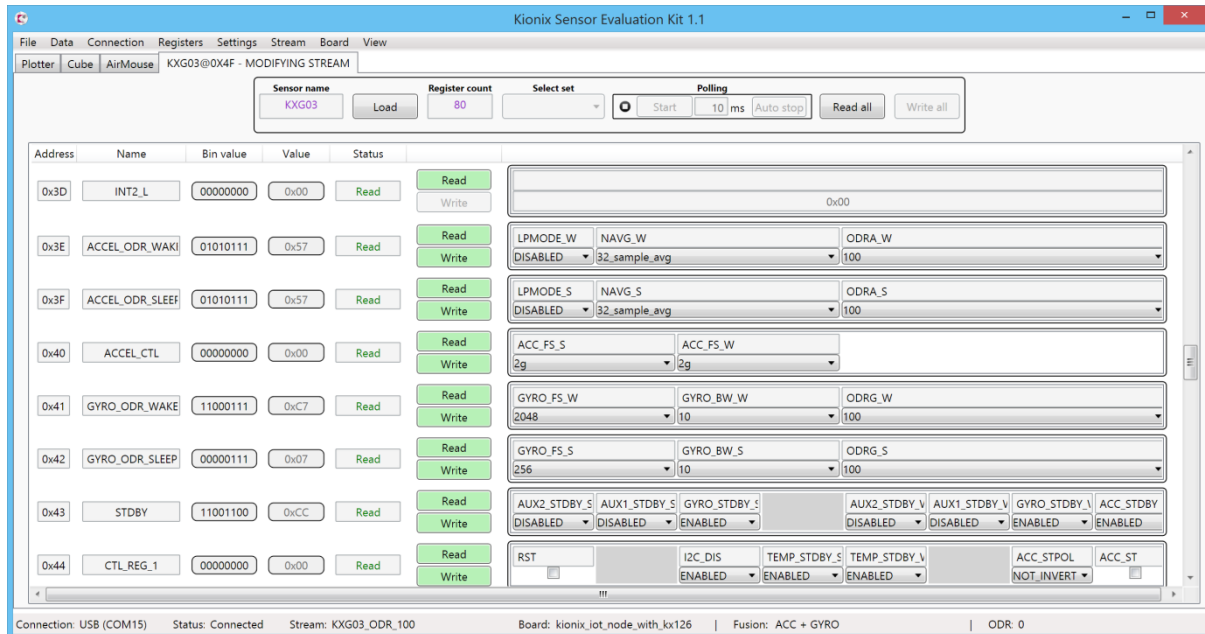 Kionix Sensor Evaluation Kit 1.1
File Data Connection Registers Settings Stream Board View
Plotter Cube AirMouse KXG03@0X4F - MODIFYING STREAM
Sensor name Register count Select set Polling
KXG03 Load 80 Start 10 ms Auto stop Read all Write all
Address Name Bin value Value Status
0x3D INT2_L 00000000 0x00 Read Read
Write 0x00
0x3E ACCEL_ODR_WAKI 01010111 0x57 Read Read LPMODE_W NAVG_W ODRA_W
Write DISABLED 32_sample_avg 100
0x3F ACCEL_ODR_SLEEF 01010111 0x57 Read Read LPMODE_S NAVG_S ODRA_S
Write DISABLED 32_sample_avg 100
0x40 ACCEL_CTL 00000000 0x00 Read Read ACC_FS_S ACC_FS_W
Write 2g 2g
0x41 GYRO_ODR_WAKE 11000111 0xC7 Read Read GYRO_FS_W GYRO_BW_W ODRG_W
Write 2048 10 100
0x42 GYRO_ODR_SLEEP 00000111 0x07 Read Read GYRO_FS_S GYRO_BW_S ODRG_S
Write 256 10 100
0x43 STDBY 11001100 0xCC Read Read AUX2_STDBY_S AUX1_STDBY_S GYRO_STDBY_S AUX2_STDBY_V AUX1_STDBY_V GYRO_STDBY_V ACC_STDBY
Write DISABLED DISABLED ENABLED DISABLED DISABLED ENABLED ENABLED
0x44 CTL_REG_1 00000000 0x00 Read Read RST I2C_DIS TEMP_STDBY_S TEMP_STDBY_V ACC_STPOL ACC_ST
Write ENABLED ENABLED ENABLED NOT_INVERT
Connection: USB (COM15) Status: Connected Stream: KXG03_ODR_100 Board: kionix_iot_node_with_kx126 | Fusion: ACC + GYRO | ODR: 0